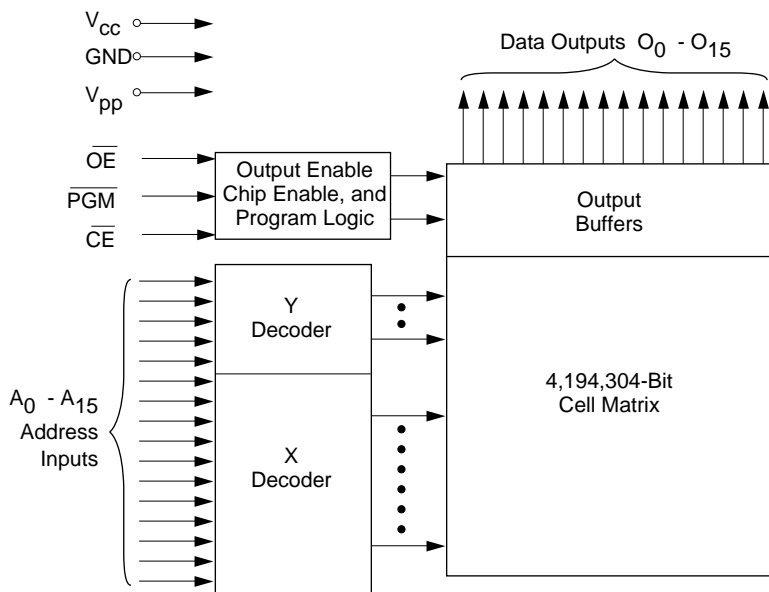 Vcc
GND
Vpp
Data Outputs O0 - O15
OE
PGM
CE
Output Enable
Chip Enable, and
Program Logic
Output
Buffers
Y
Decoder
A0 - A15
Address
Inputs
X
Decoder
4,194,304-Bit
Cell Matrix